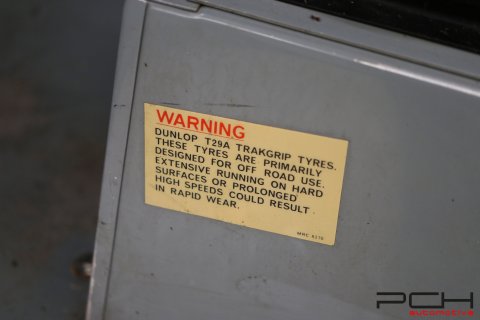 WARNING
DUNLOP T29A TRAKGRIP TYRES.
THESE TYRES ARE PRIMARILY
DESIGNED FOR OFF ROAD USE.
EXTENSIVE RUNNING ON HARD
SURFACES OR PROLONGED
HIGH SPEEDS COULD RESULT
IN RAPID WEAR.
PCH
automotive